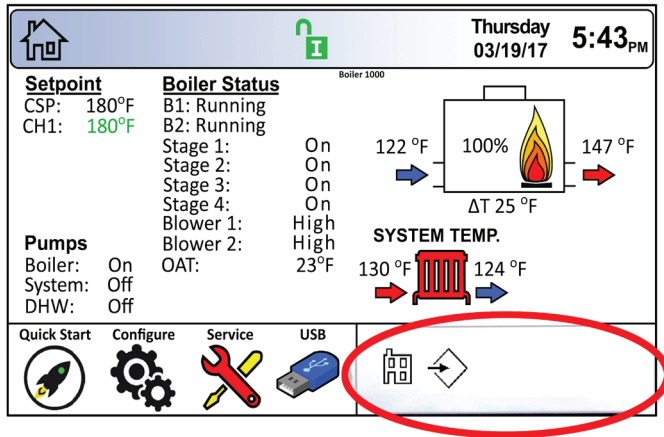 Thursday
03/19/17
5:43PM
I
Boiler 1000
Setpoint
CSP: 180°F
CH1: 180°F
Boiler Status
B1: Running
B2: Running
Stage 1: On
Stage 2: On
Stage 3: On
Stage 4: On
Blower 1: High
Blower 2: High
OAT: 23°F
Pumps
Boiler: On
System: Off
DHW: Off
122 °F
100%
147 °F
ΔT 25 °F
SYSTEM TEMP.
130 °F
124 °F
Quick Start
Configure
Service
USB